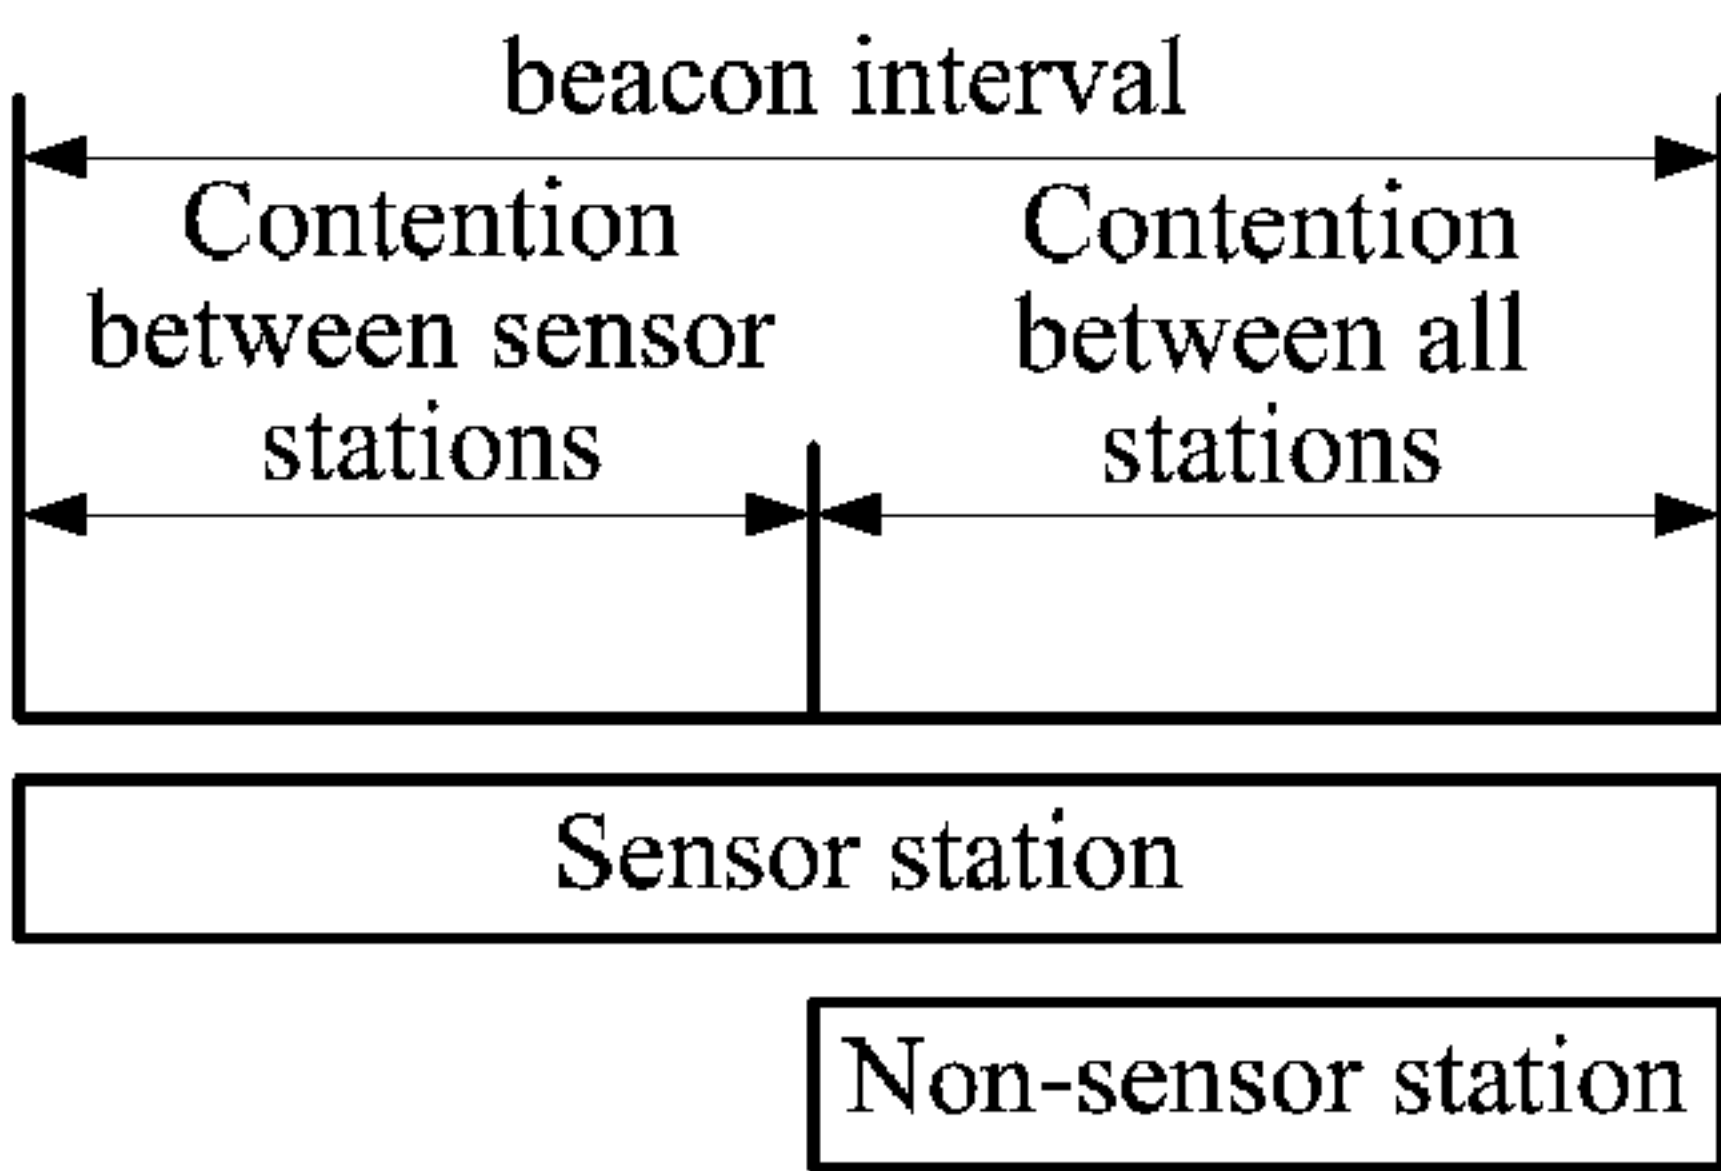 beacon interval
Contention
between sensor
stations
Contention
between all
stations
Sensor station
Non-sensor station